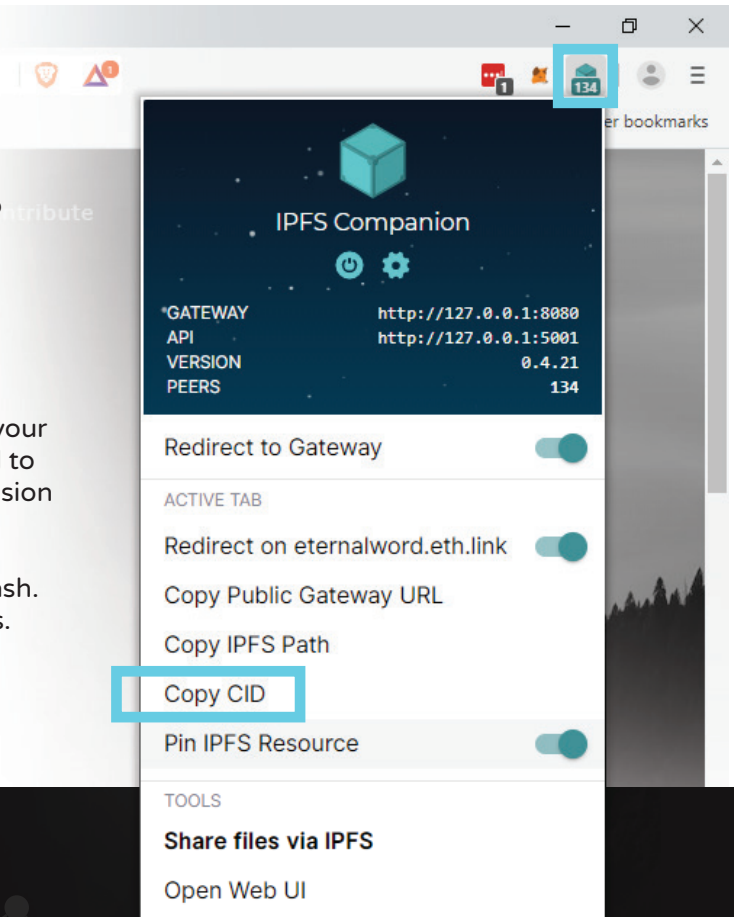 1
1
134
er bookmarks
ntribute
IPFS Companion
GATEWAY http://127.0.0.1:8080
API http://127.0.0.1:5001
VERSION 0.4.21
PEERS 134
your
to
sion
ash.
s.
Redirect to Gateway
ACTIVE TAB
Redirect on eternalword.eth.link
Copy Public Gateway URL
Copy IPFS Path
Copy CID
Pin IPFS Resource
TOOLS
Share files via IPFS
Open Web UI